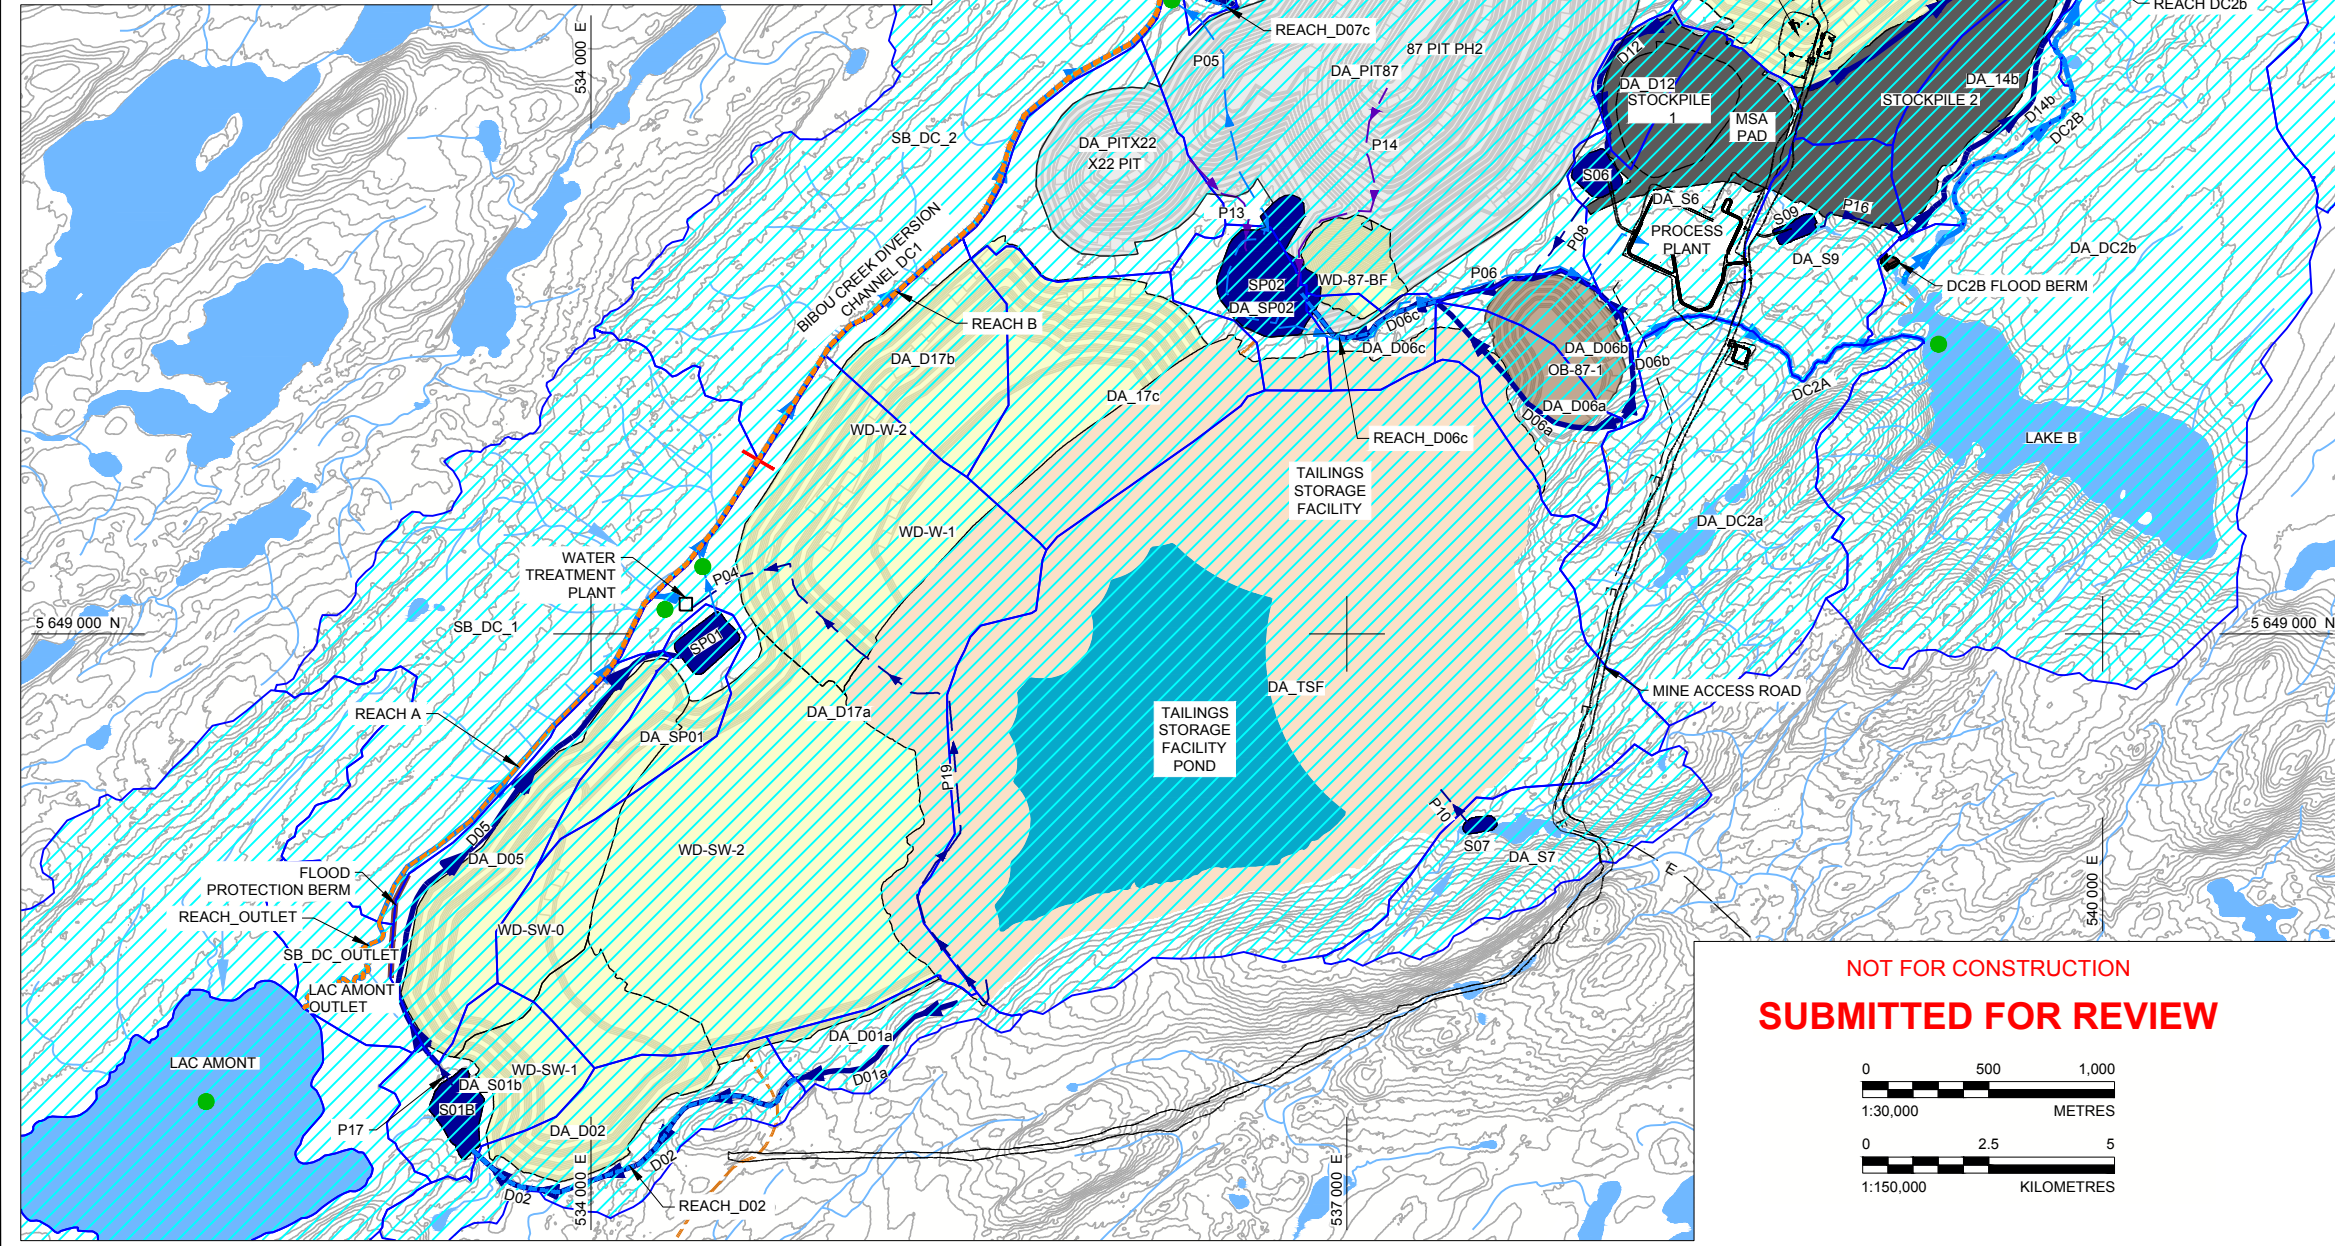 REACH DC2b
REACH_D07c
534 000 E
P05
87 PIT PH2
DA_PIT87
D12
DA_D12
STOCKPILE
1
MSA
PAD
DA_14b
STOCKPILE 2
D14b
DC2B
SB_DC_2
DA_PITX22
X22 PIT
P14
S06
P13
DA_S6
PROCESS
PLANT
S09
P16
DA_S9
DA_DC2b
P08
BIBOU CREEK DIVERSION
CHANNEL DC1
SP02
DA_SP02
WD-87-BF
P06
DC2B FLOOD BERM
REACH B
D06c
DA_D06c
DA_D06b
D06b
OB-87-1
DA_D06a
D06a
DC2A
DA_D17b
DA_17c
WD-W-2
REACH_D06c
LAKE B
TAILINGS
STORAGE
FACILITY
WD-W-1
DA_DC2a
WATER
TREATMENT
PLANT
P04
E
5 649 000 N
SB_DC_1
SP01
5 649 000 N
REACH A
DA_D17a
DA_TSF
MINE ACCESS ROAD
E
DA_SP01
TAILINGS
STORAGE
FACILITY
POND
P19
P10
E
S07
DA_S7
E
D05
DA_D05
WD-SW-2
FLOOD
PROTECTION BERM
REACH_OUTLET
SB_DC_OUTLET
WD-SW-0
540 000 E
LAC AMONT
OUTLET
LAC AMONT
DA_D01a
D01a
WD-SW-1
DA_S01b
S01B
P17
DA_D02
D02
D02
REACH_D02
534 000 E
537 000 E
NOT FOR CONSTRUCTION
SUBMITTED FOR REVIEW
0 500 1,000
1:30,000 METRES
0 2.5 5
1:150,000 KILOMETRES